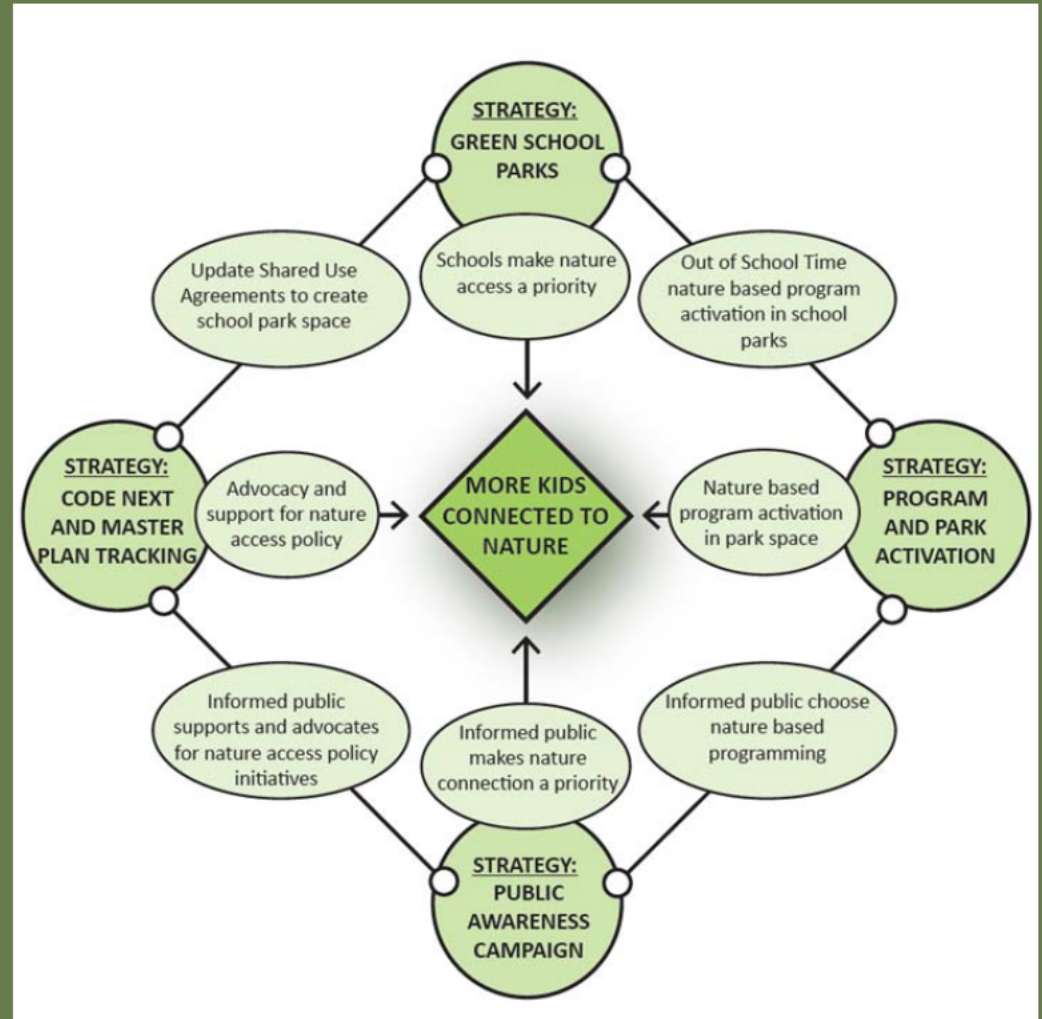 STRATEGY:
GREEN SCHOOL
PARKS
Schools make nature
access a priority
Update Shared Use
Agreements to create
school park space
Out of School Time
nature based program
activation in school
parks
STRATEGY:
CODE NEXT
AND MASTER
PLAN TRACKING
Advocacy and
support for nature
access policy
MORE KIDS
CONNECTED TO
NATURE
Nature based
program activation
in park space
STRATEGY:
PROGRAM
AND PARK
ACTIVATION
Informed public
supports and advocates
for nature access policy
initiatives
Informed public
makes nature
connection a priority
Informed public choose
nature based
programming
STRATEGY:
PUBLIC
AWARENESS
CAMPAIGN